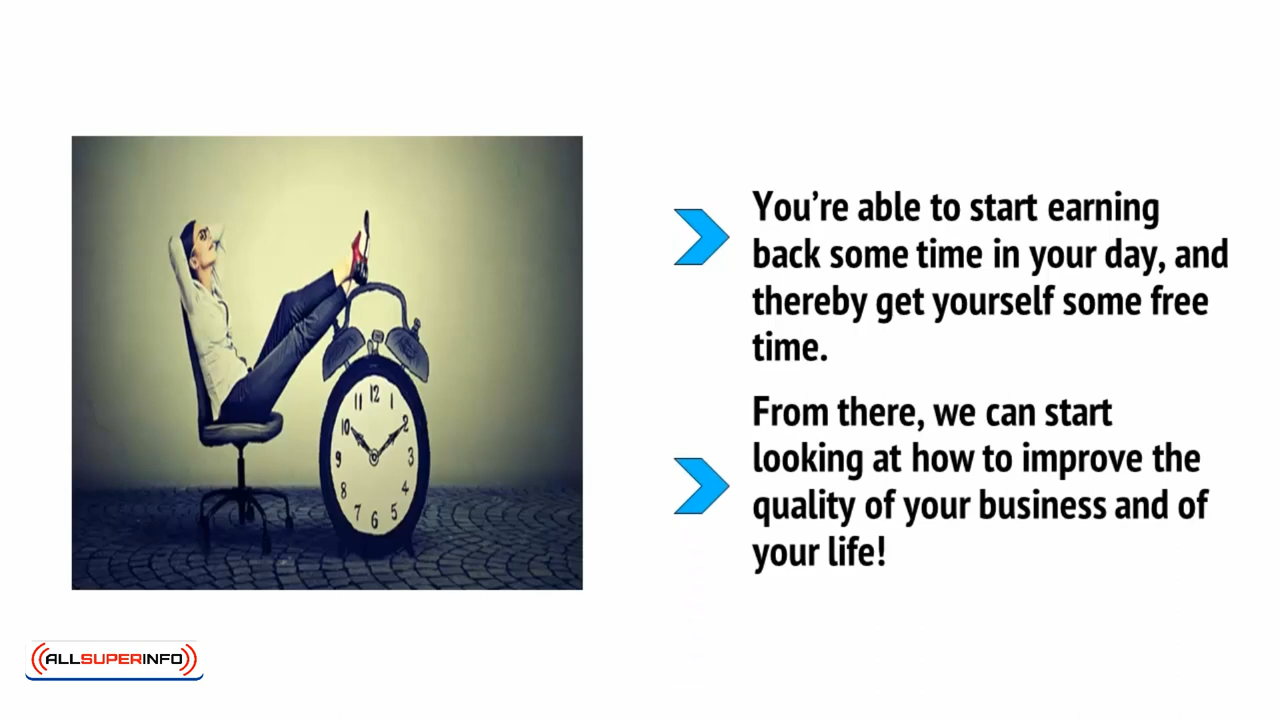 You're able to start earning
back some time in your day, and
thereby get yourself some free
time.
From there, we can start
looking at how to improve the
quality of your business and of
your life!
11 12 1
10 2
9 3
8 4
7 6 5
ALLSUPERINFO